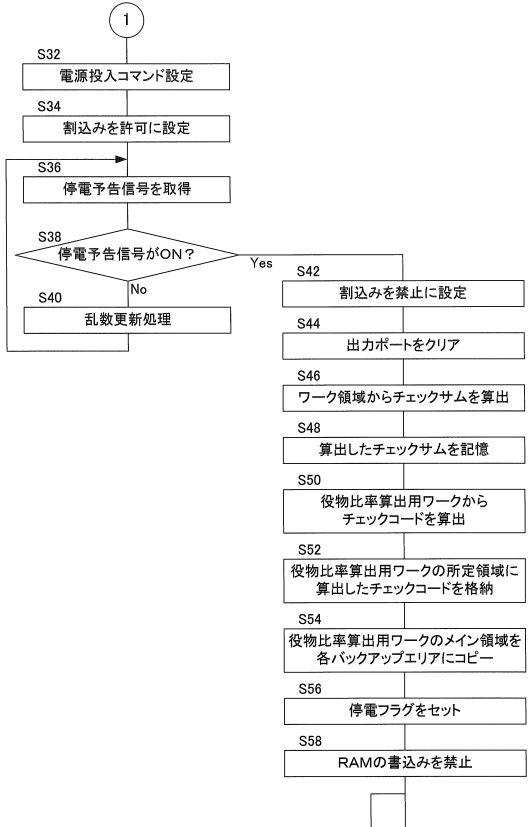 1
S32
電源投入コマンド設定
S34
割込みを許可に設定
S36
停電予告信号を取得
S38
停電予告信号がON？
Yes
No
S40
乱数更新処理
S42
割込みを禁止に設定
S44
出力ポートをクリア
S46
ワーク領域からチェックサムを算出
S48
算出したチェックサムを記憶
S50
役物比率算出用ワークから
チェックコードを算出
S52
役物比率算出用ワークの所定領域に
算出したチェックコードを格納
S54
役物比率算出用ワークのメイン領域を
各バックアップエリアにコピー
S56
停電フラグをセット
S58
RAMの書込みを禁止